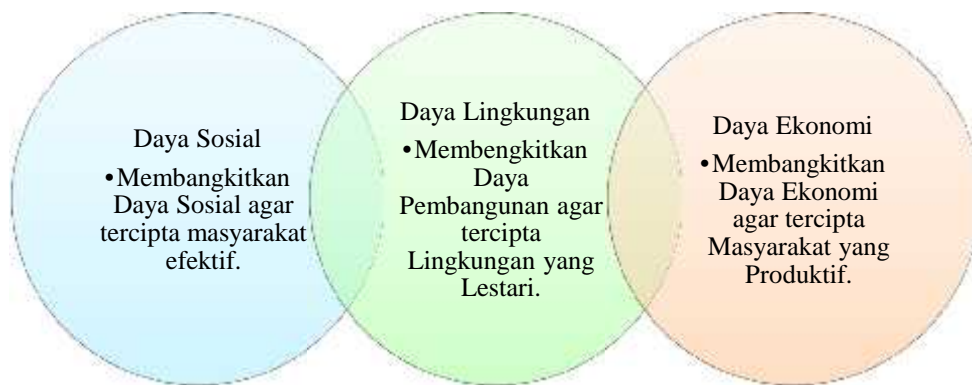 Daya Sosial
•Membangkitkan
Daya Sosial agar
tercipta masyarakat
efektif.
Daya Lingkungan
•Membengkitkan
Daya
Pembangunan agar
tercipta
Lingkungan yang
Lestari.
Daya Ekonomi
•Membangkitkan
Daya Ekonomi
agar tercipta
Masyarakat yang
Produktif.